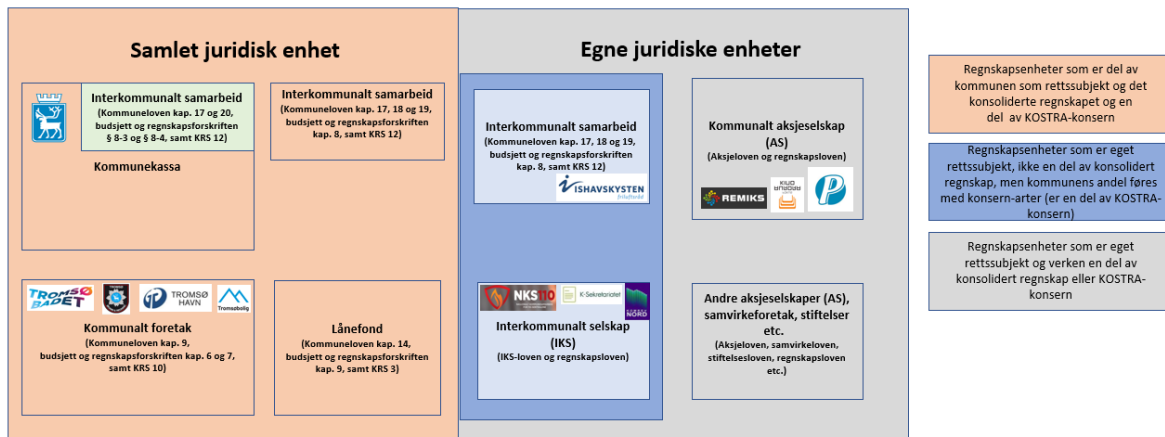 Samlet juridisk enhet
Interkommunalt samarbeid
(Kommuneloven kap. 17 og 20,
budsjett og regnskapsforskriften
§ 8-3 og § 8-4, samt KRS 12)
Kommunekassa
Interkommunalt samarbeid
(Kommuneloven kap. 17, 18 og 19,
budsjett og regnskapsforskriften
kap. 8, samt KRS 12)
TROMSØ
BADET
TROMSØ
HAVN
Tromsøbolig
Kommunalt foretak
(Kommuneloven kap. 9,
budsjett og regnskapsforskriften kap. 6 og 7,
samt KRS 10)
Lånefond
(Kommuneloven kap. 14,
budsjett og regnskapsforskriften
kap. 9, samt KRS 3)
Egne juridiske enheter
Interkommunalt samarbeid
(Kommuneloven kap. 17, 18 og 19,
budsjett og regnskapsforskriften
kap. 8, samt KRS 12)
ISHAVSKYSTEN
friluftsråd
Kommunalt aksjeselskap
(AS)
(Aksjeloven og regnskapsloven)
REMIKS
P
NKS110
K-Sekretariatet
NORD
Interkommunalt selskap
(IKS)
(IKS-loven og regnskapsloven)
Andre aksjeselskaper (AS),
samvirkeforetak, stiftelser
etc.
(Aksjeloven, samvirkeloven,
stiftelsesloven, regnskapsloven
etc.)
Regnskapsenheter som er del av
kommunen som rettssubjekt og det
konsoliderte regnskapet og en
del av KOSTRA-konsern
Regnskapsenheter som er eget
rettssubjekt, ikke en del av konsolidert
regnskap, men kommunens andel føres
med konsern-arter (er en del av KOSTRA-
konsern)
Regnskapsenheter som er eget
rettssubjekt og verken en del av
konsolidert regnskap eller KOSTRA-
konsern